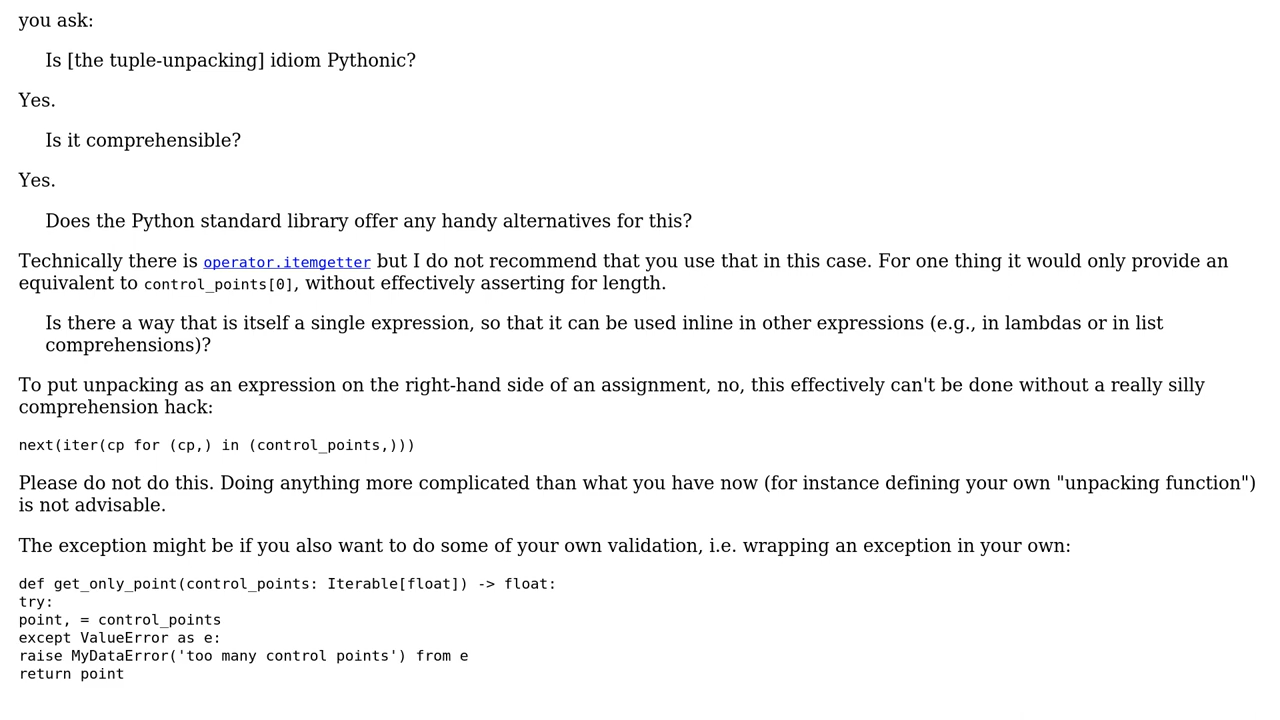 you ask:
Is [the tuple-unpacking] idiom Pythonic?
Yes.
Is it comprehensible?
Yes.
Does the Python standard library offer any handy alternatives for this?
Technically there is operator.itemgetter but I do not recommend that you use that in this case. For one thing it would only provide an
equivalent to control_points[0], without effectively asserting for length.
Is there a way that is itself a single expression, so that it can be used inline in other expressions (e.g., in lambdas or in list
comprehensions)?
To put unpacking as an expression on the right-hand side of an assignment, no, this effectively can't be done without a really silly
comprehension hack:
next(iter(cp for (cp,) in (control_points,)))
Please do not do this. Doing anything more complicated than what you have now (for instance defining your own "unpacking function")
is not advisable.
The exception might be if you also want to do some of your own validation, i.e. wrapping an exception in your own:
def get_only_point(control_points: Iterable[float]) -> float:
try:
point, = control_points
except ValueError as e:
raise MyDataError('too many control points') from e
return point